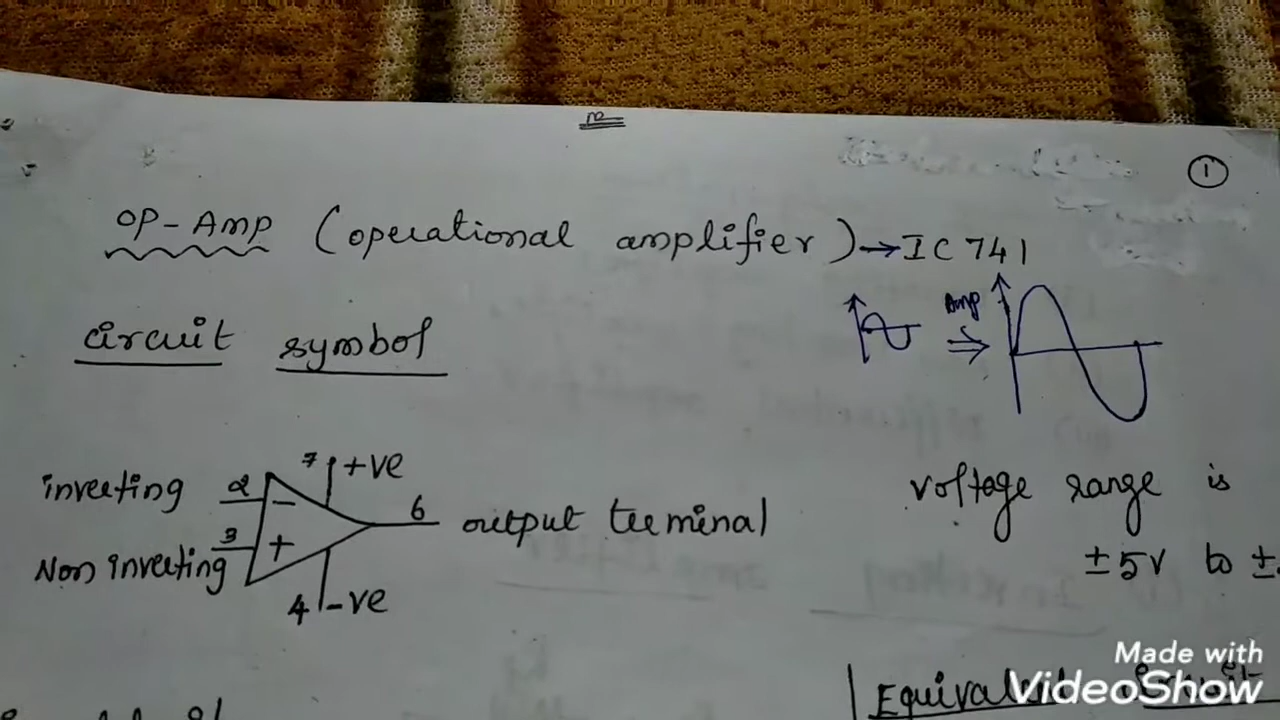 ①
OP-Amp (operational amplifier) → IC 741
Amp
circuit symbol
7 +ve
inverting 2 -
6 output terminal
3 +
Non inverting
4 -ve
voltage range is
±5V to ±
Equivalent circuit
Made with
VideoShow